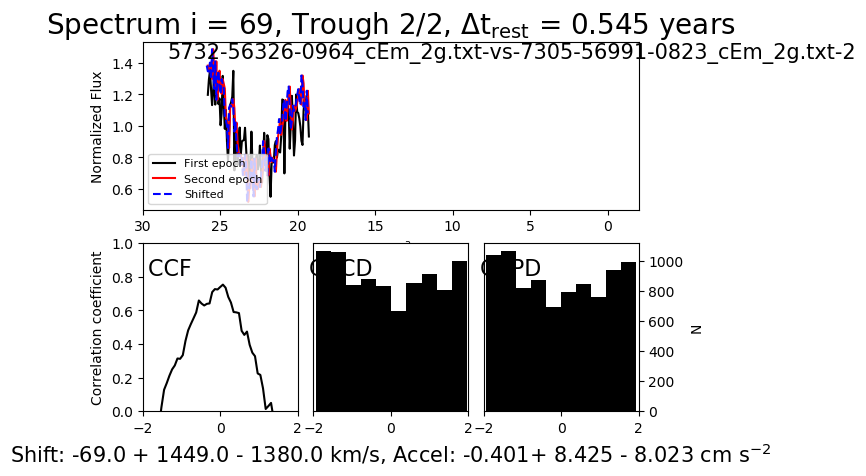 Spectrum i = 69, Trough 2/2, Δt_rest = 0.545 years
5732-56326-0964_cEm_2g.txt-vs-7305-56991-0823_cEm_2g.txt-2
Normalized Flux
1.4
1.2
1.0
0.8
0.6
First epoch
Second epoch
Shifted
30 25 20 15 10 5 0
Correlation coefficient
1.0
0.8
0.6
0.4
0.2
0.0
CCF
CD
PD
1000
800
600
400
200
0
N
−2 0 2
−2 0 2
−2 0 2
Shift: -69.0 + 1449.0 - 1380.0 km/s, Accel: -0.401+ 8.425 - 8.023 cm s⁻²